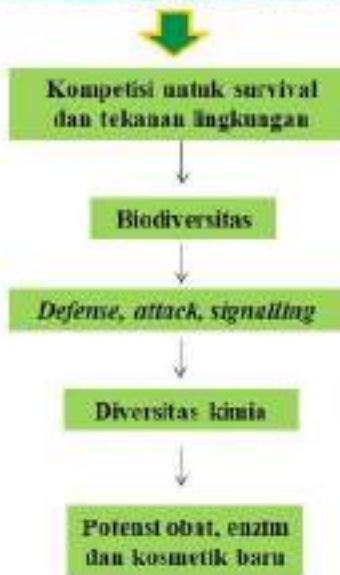 Kompetisi untuk survival
dan tekanan lingkungan
Biodiversitas
Defense, attack, signalling
Diversitas kimia
Potensi obat, enzim
dan kosmetik baru